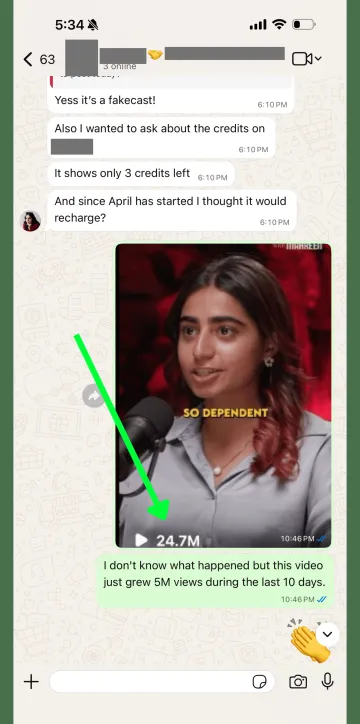 5:34
63
3 online
Yess it's a fakecast!
6:10 PM
Also I wanted to ask about the credits on
6:10 PM
It shows only 3 credits left 6:10 PM
And since April has started I thought it would
recharge?
6:10 PM
SO DEPENDENT
24.7M
10:46 PM
I don't know what happened but this video
just grew 5M views during the last 10 days.
10:46 PM